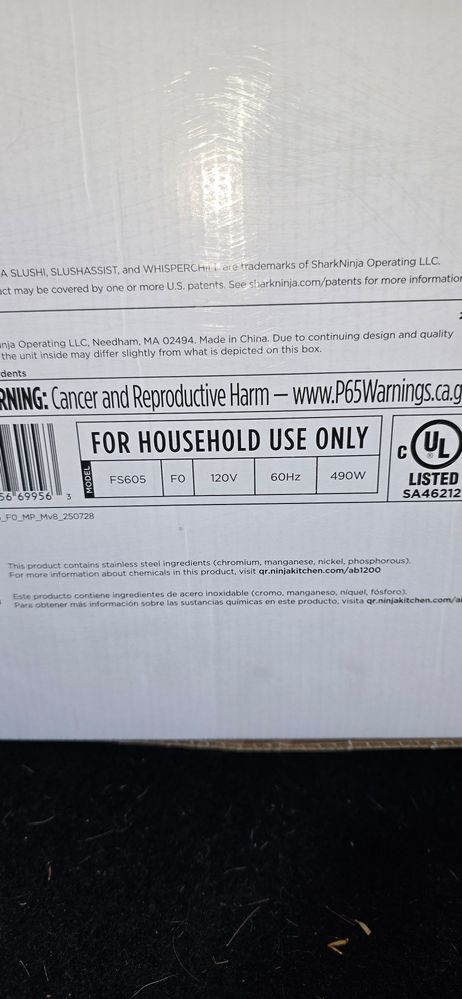 A SLUSHI, SLUSHASSIST, and WHISPERCHILL are trademarks of SharkNinja Operating LLC.
ct may be covered by one or more U.S. patents. See sharkninja.com/patents for more information
2
nja Operating LLC, Needham, MA 02494. Made in China. Due to continuing design and quality
the unit inside may differ slightly from what is depicted on this box.
dents
RNING: Cancer and Reproductive Harm — www.P65Warnings.ca.g
FOR HOUSEHOLD USE ONLY
MODEL FS605 FO 120V 60Hz 490W
C UL
LISTED
SA46212
56 69956 3
_FO_MP_Mv8_250728
This product contains stainless steel ingredients (chromium, manganese, nickel, phosphorous).
For more information about chemicals in this product, visit qr.ninjakitchen.com/ab1200
Este producto contiene ingredientes de acero inoxidable (cromo, manganeso, níquel, fósforo).
Para obtener más información sobre las sustancias químicas en este producto, visita qr.ninjakitchen.com/a